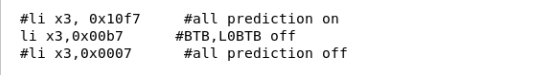 #li x3, 0x10f7     #all prediction on
li x3,0x00b7      #BTB,L0BTB off
#li x3,0x0007      #all prediction off